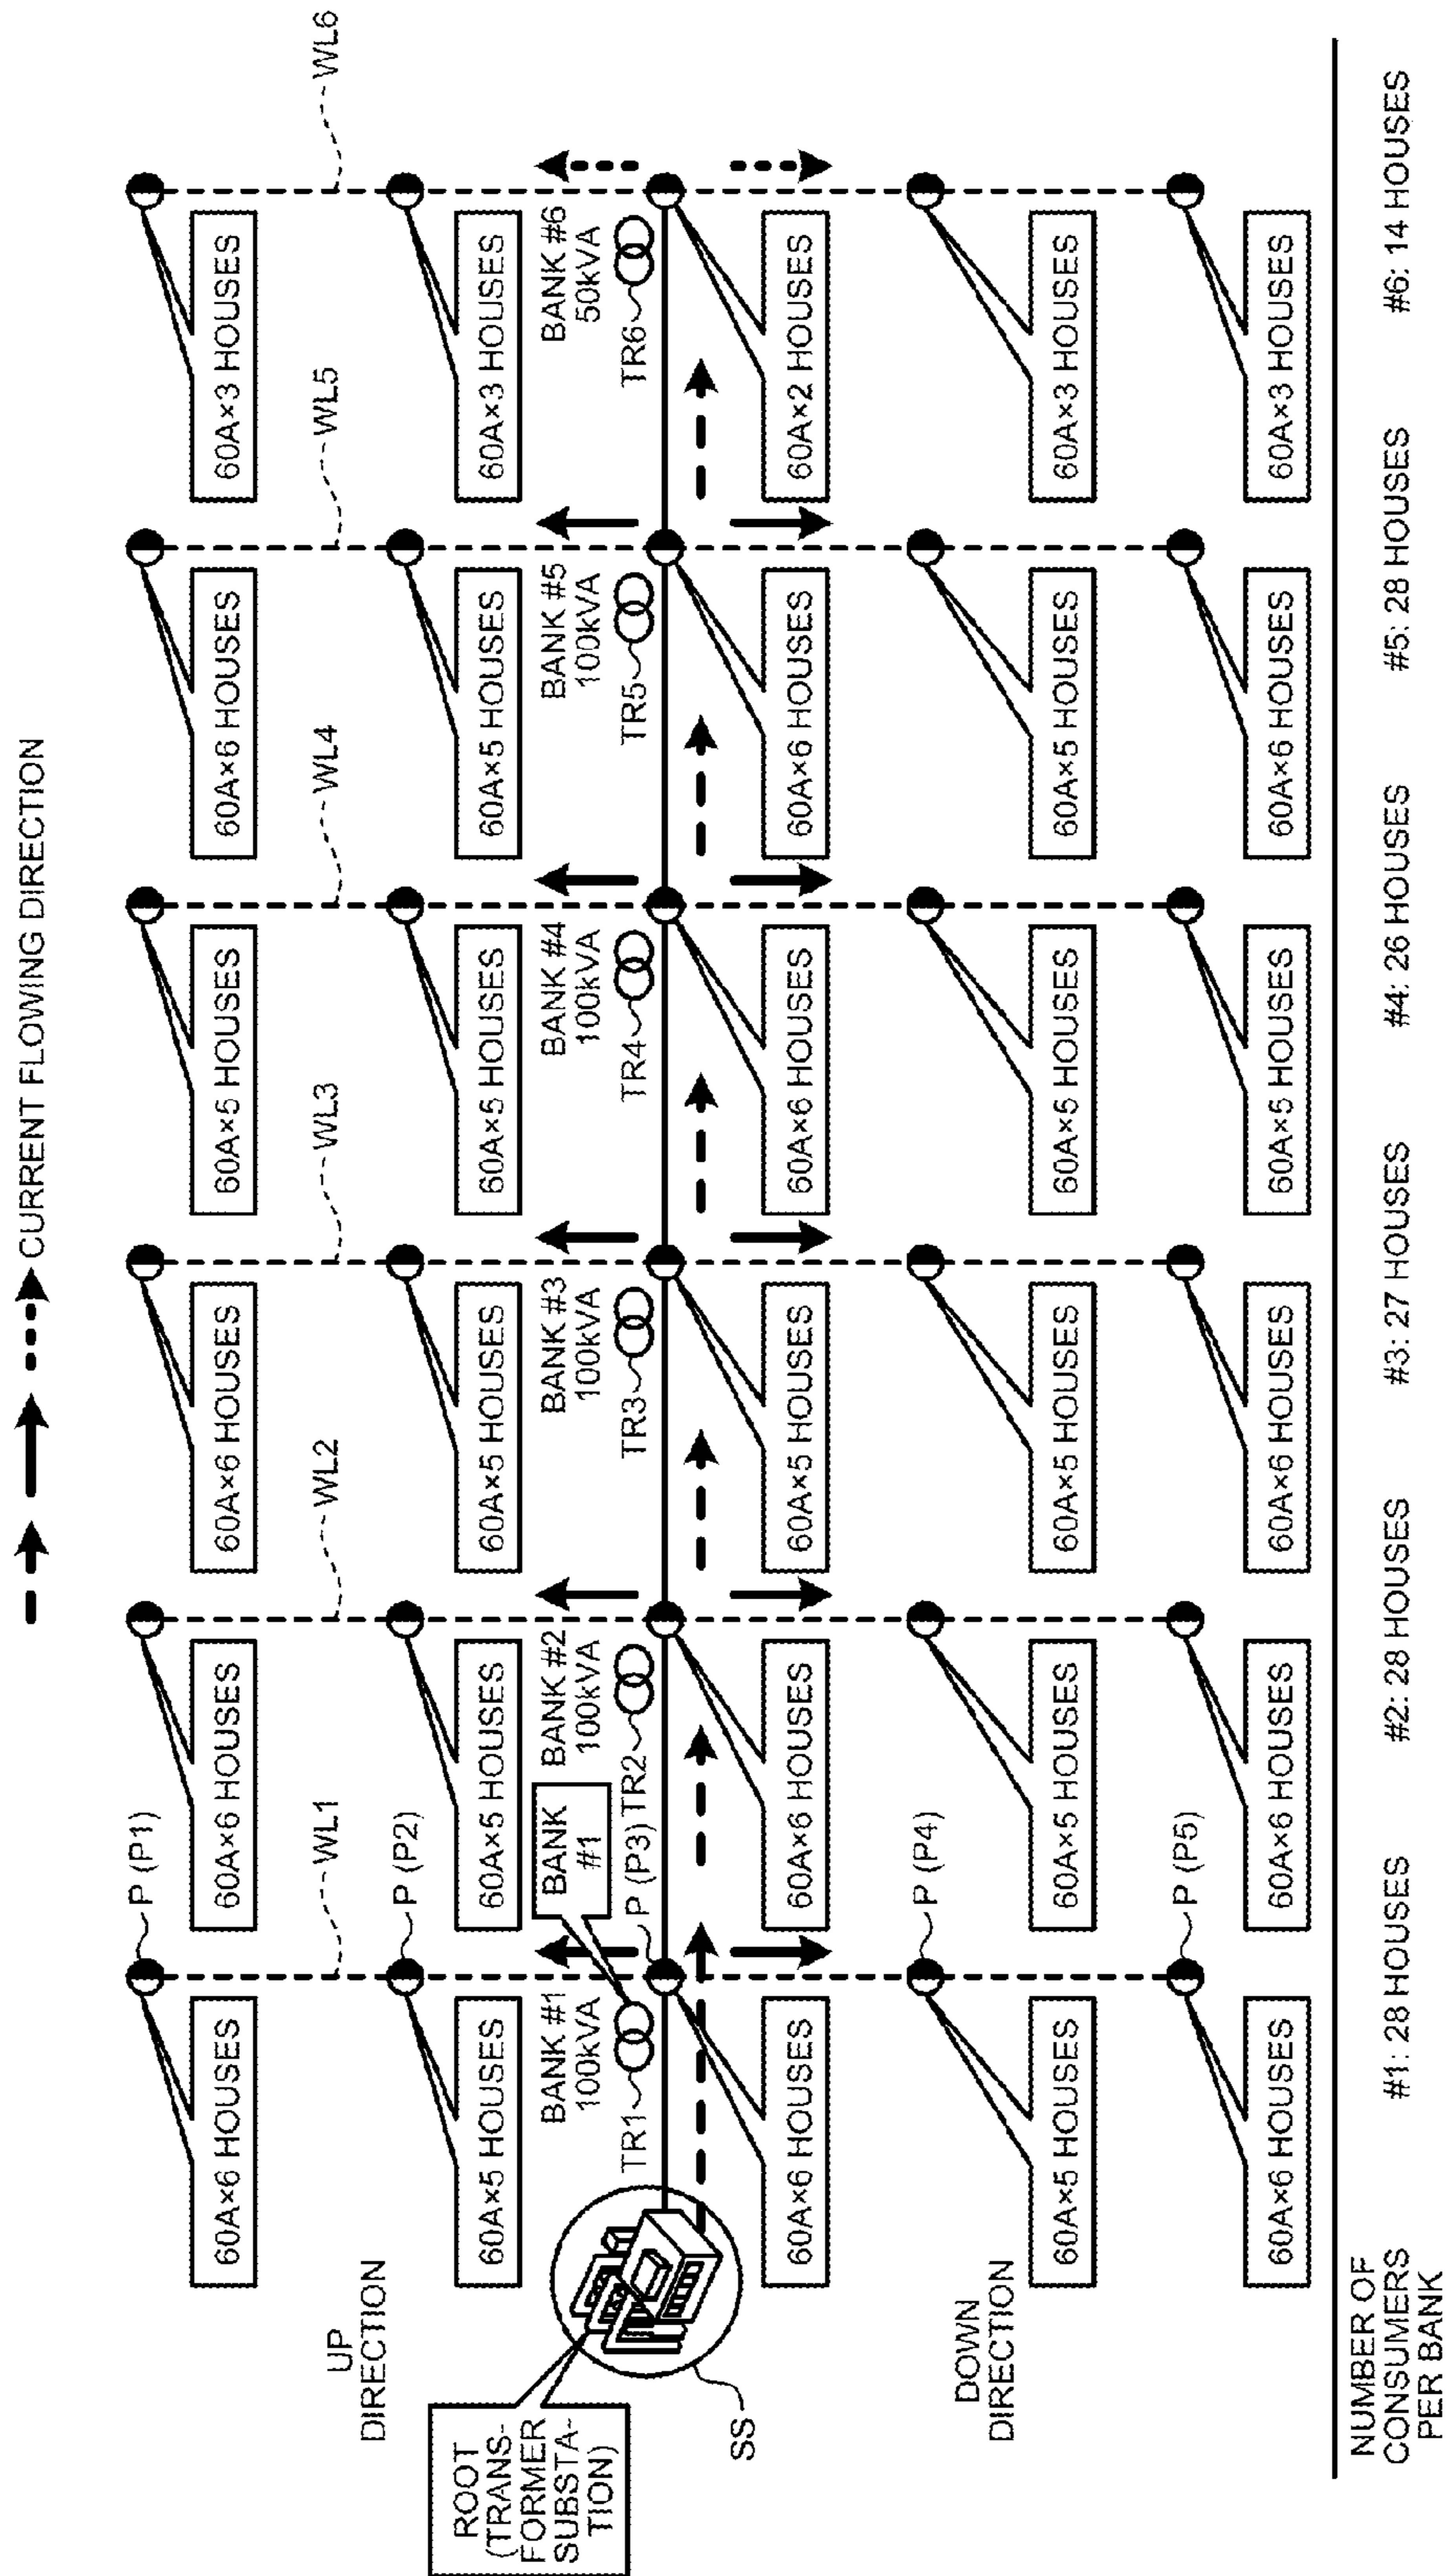 CURRENT FLOWING DIRECTION
WL1
WL2
WL3
WL4
WL5
WL6
P (P1)
60A×6 HOUSES
60A×6 HOUSES
60A×6 HOUSES
60A×5 HOUSES
60A×6 HOUSES
60A×3 HOUSES
UP
DIRECTION
P (P2)
60A×5 HOUSES
60A×5 HOUSES
60A×5 HOUSES
60A×5 HOUSES
60A×5 HOUSES
60A×3 HOUSES
ROOT
(TRANS-
FORMER
SUBSTA-
TION)
BANK #1
100kVA
BANK
#1
BANK #2
100kVA
BANK #3
100kVA
BANK #4
100kVA
BANK #5
100kVA
BANK #6
50kVA
TR1
P (P3)
TR2
TR3
TR4
TR5
TR6
SS
60A×6 HOUSES
60A×6 HOUSES
60A×5 HOUSES
60A×6 HOUSES
60A×6 HOUSES
60A×2 HOUSES
DOWN
DIRECTION
P (P4)
60A×5 HOUSES
60A×5 HOUSES
60A×5 HOUSES
60A×5 HOUSES
60A×5 HOUSES
60A×3 HOUSES
P (P5)
60A×6 HOUSES
60A×6 HOUSES
60A×6 HOUSES
60A×5 HOUSES
60A×6 HOUSES
60A×3 HOUSES
NUMBER OF
CONSUMERS
PER BANK
#1: 28 HOUSES
#2: 28 HOUSES
#3: 27 HOUSES
#4: 26 HOUSES
#5: 28 HOUSES
#6: 14 HOUSES